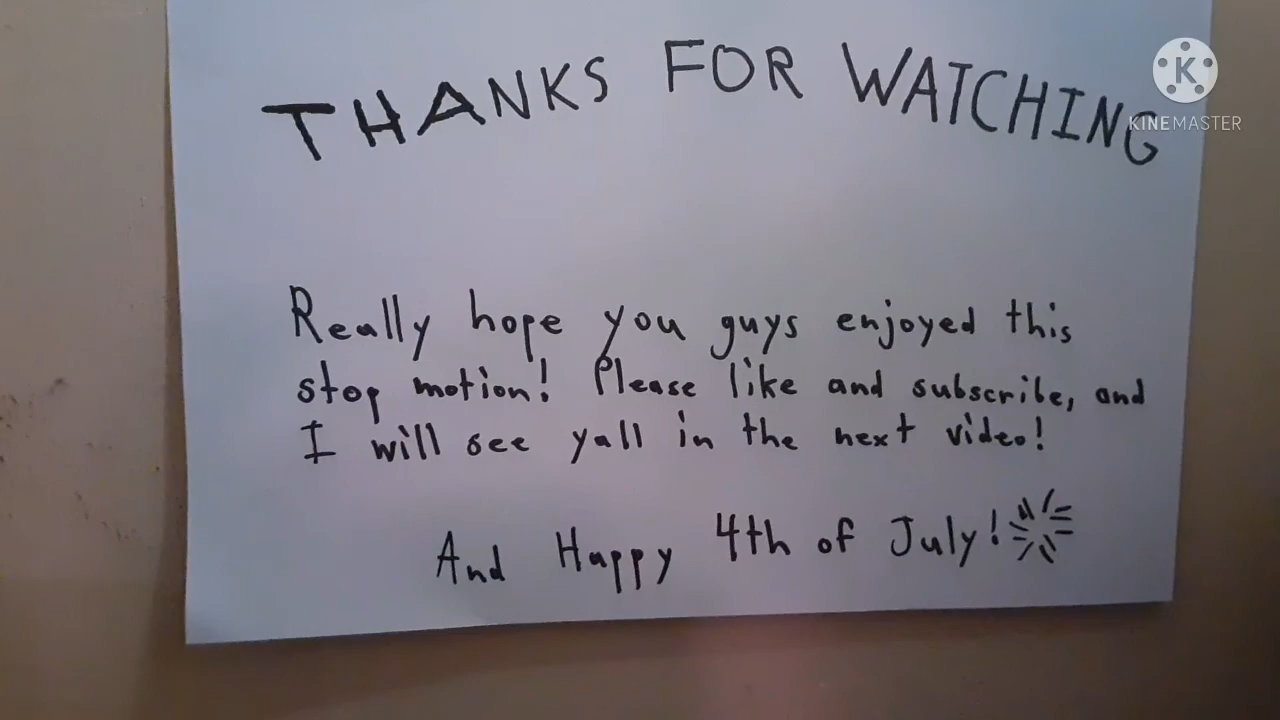 THANKS FOR WATCHING
K
KINEMASTER
Really hope you guys enjoyed this
stop motion! Please like and subscribe, and
I will see yall in the next video!
And Happy 4th of July!